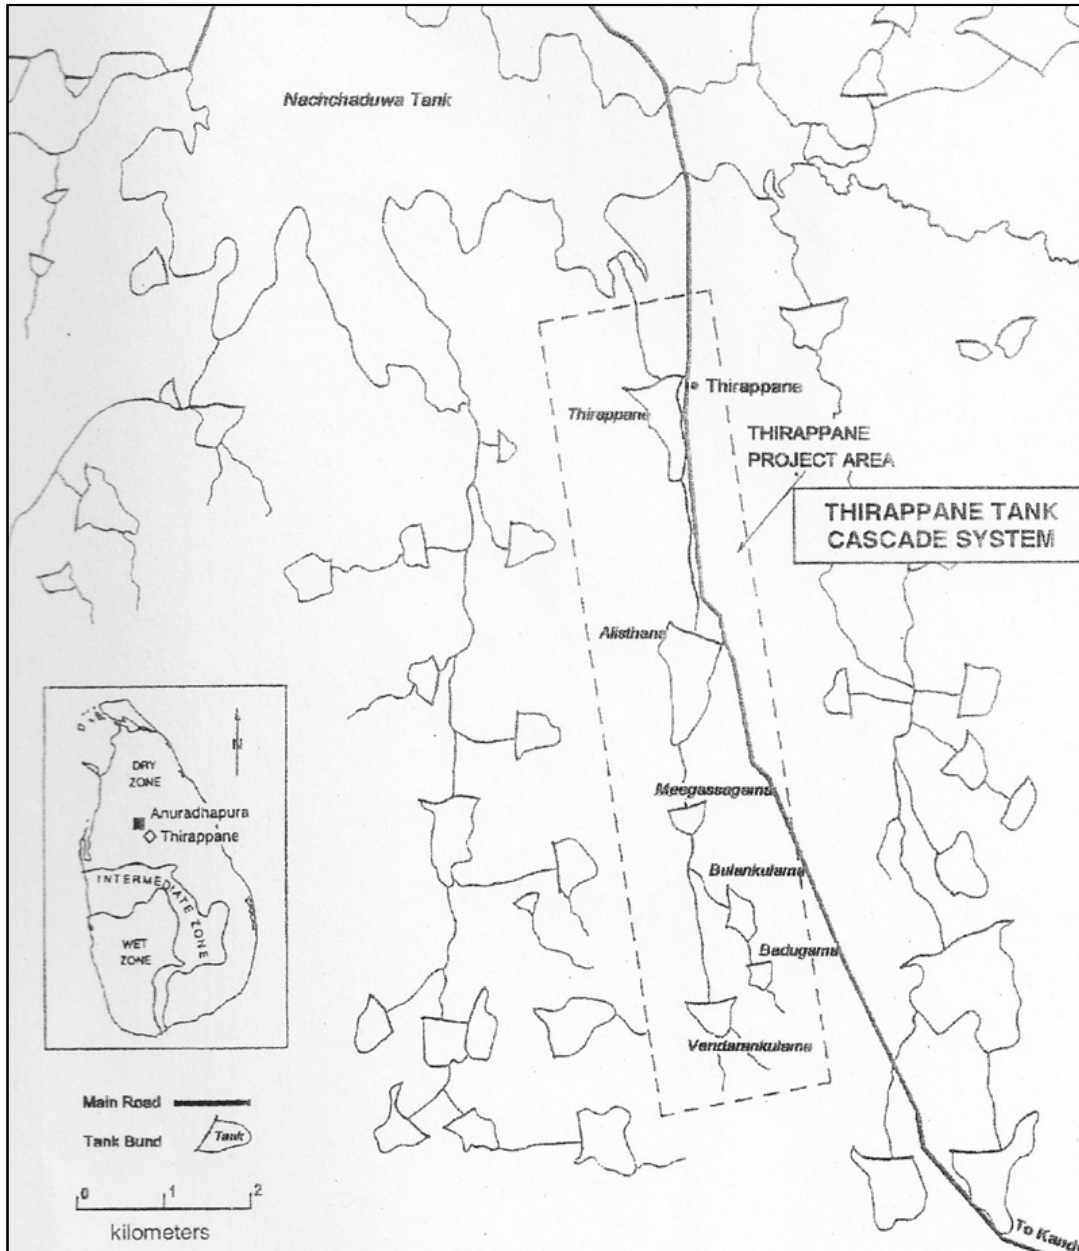 Nachchaduwa Tank
Thirappane
Thirappane
THIRAPPANE
PROJECT AREA
THIRAPPANE TANK
CASCADE SYSTEM
Alisthana
Meegassagama
Bulankulama
Badugama
Vendarankulama
N
DRY
ZONE
Anuradhapura
Thirappane
INTERMEDIATE ZONE
WET
ZONE
Main Road
Tank Bund
Tank
0 1 2
kilometers
To Kandy